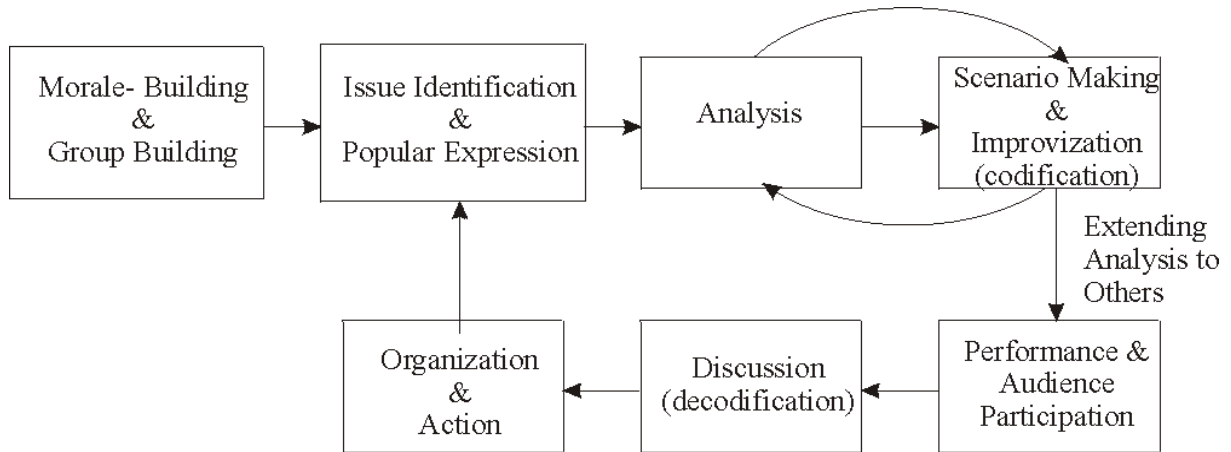 Morale- Building
&
Group Building
Issue Identification
&
Popular Expression
Analysis
Scenario Making
&
Improvization
(codification)
Extending
Analysis to
Others
Organization
&
Action
Discussion
(decodification)
Performance &
Audience
Participation